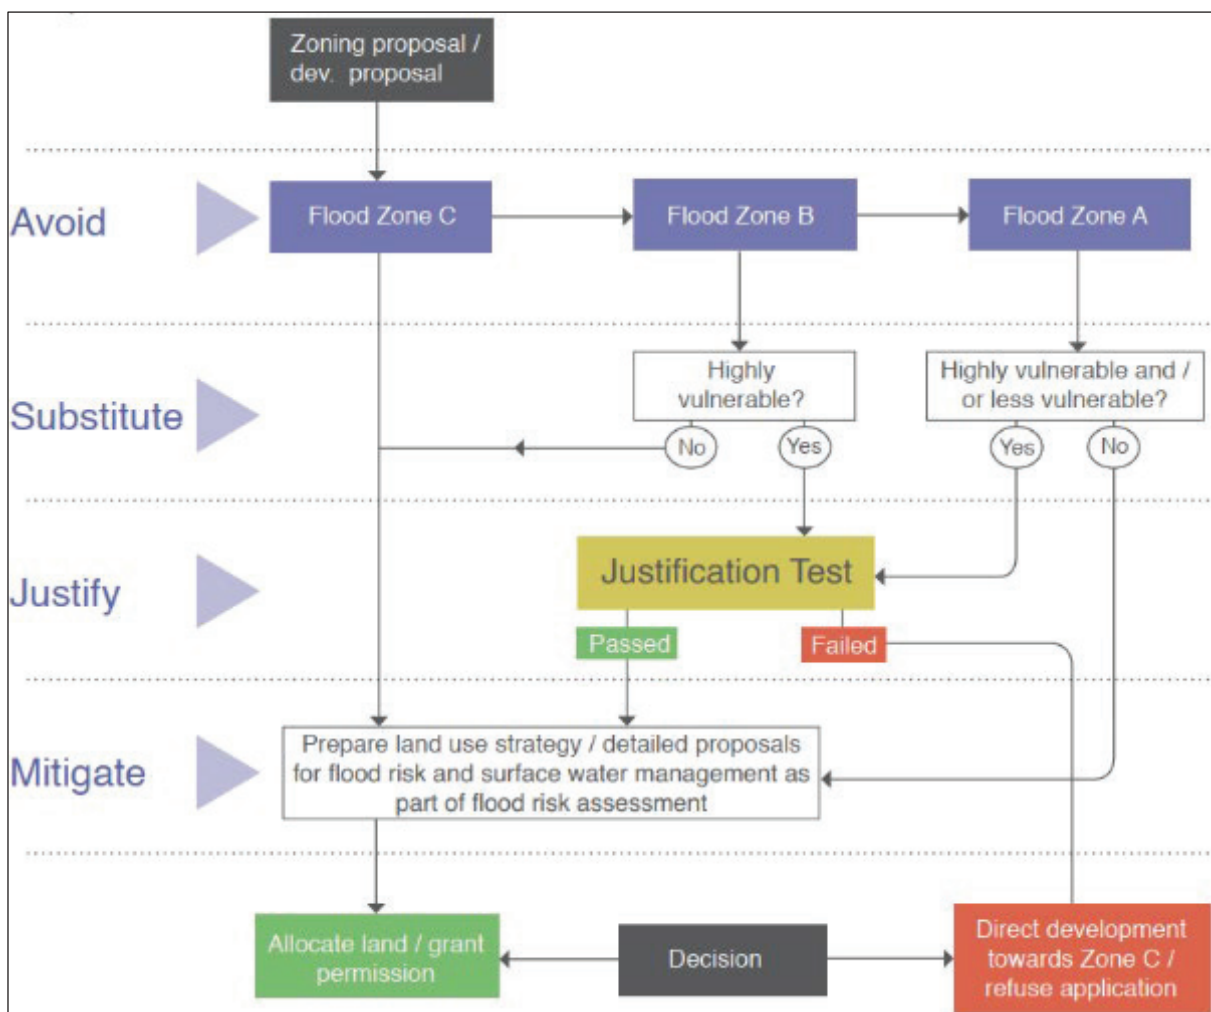 Zoning proposal /
dev. proposal
Avoid
Flood Zone C
Flood Zone B
Flood Zone A
Substitute
Highly
vulnerable?
No
Yes
Highly vulnerable and /
or less vulnerable?
Yes
No
Justify
Justification Test
Passed
Failed
Mitigate
Prepare land use strategy / detailed proposals
for flood risk and surface water management as
part of flood risk assessment
Allocate land / grant
permission
Decision
Direct development
towards Zone C /
refuse application